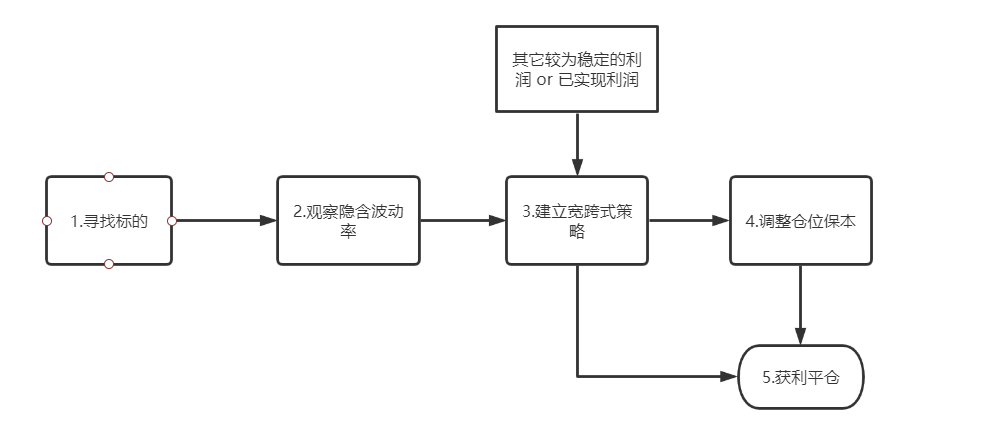 其它较为稳定的利
润 or 已实现利润
1.寻找标的
2.观察隐含波动
率
3.建立宽跨式策
略
4.调整仓位保本
5.获利平仓